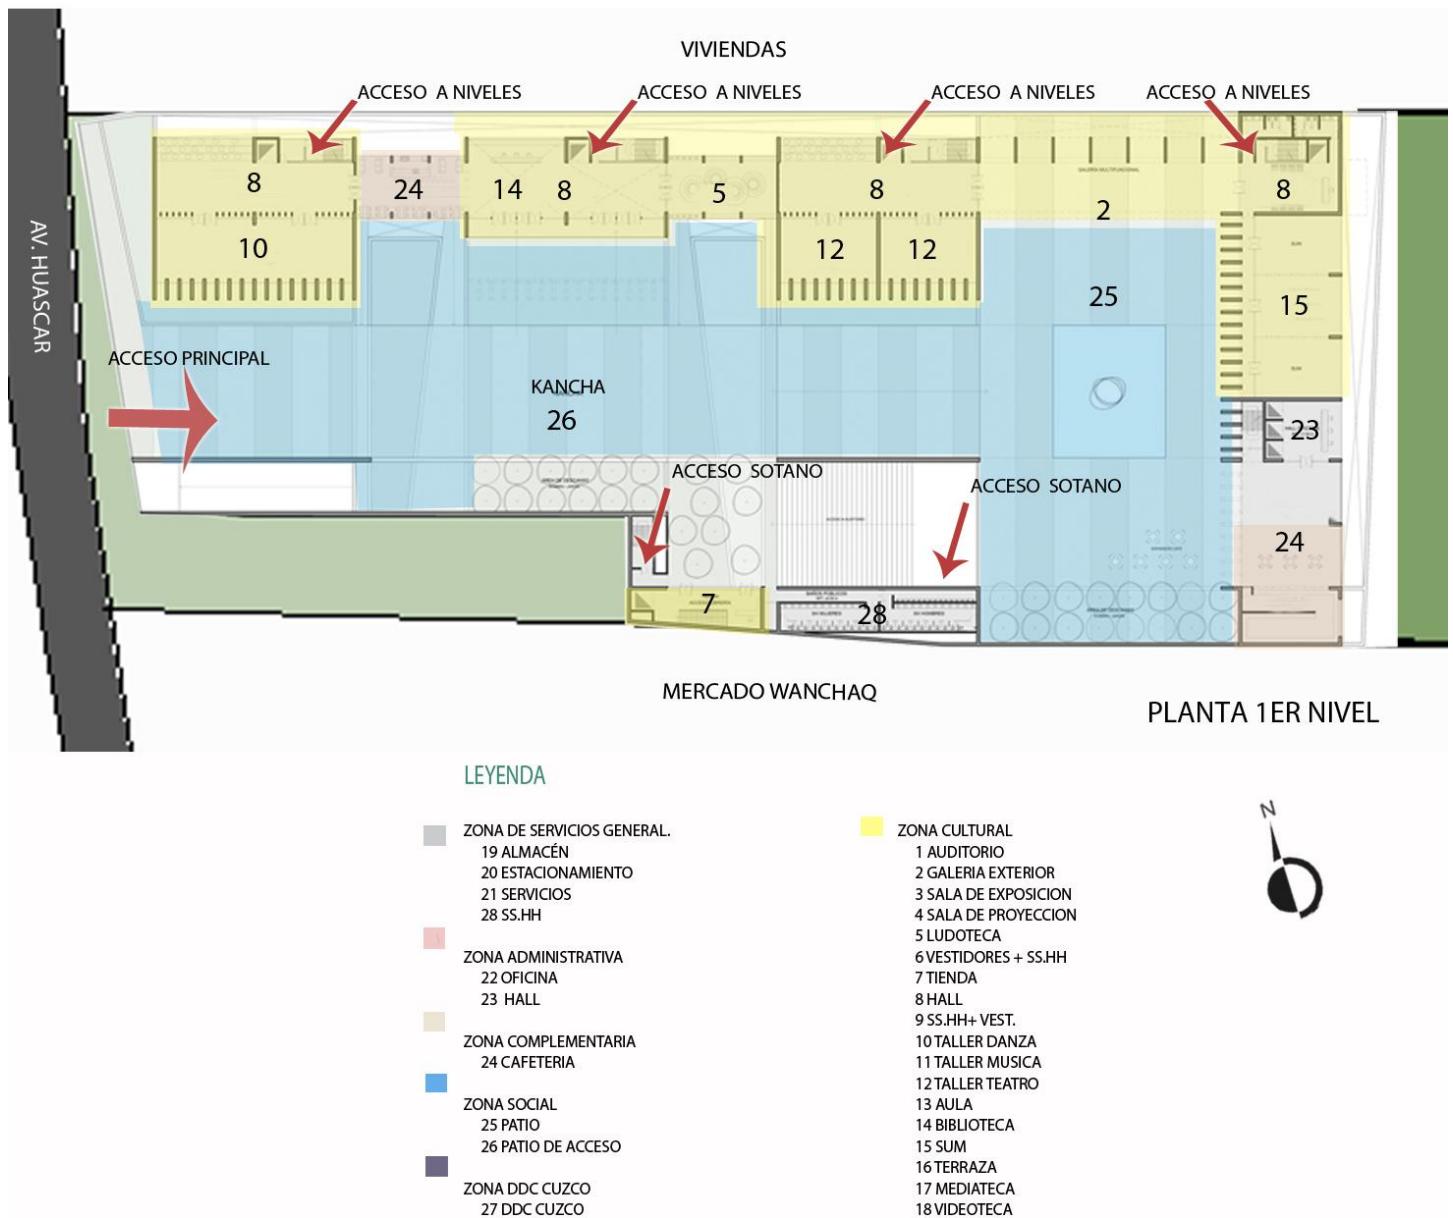 VIVIENDAS
ACCESO A NIVELES
ACCESO A NIVELES
ACCESO A NIVELES
ACCESO A NIVELES
8
24
14
8
5
8
GALERIA MULTIFUNCIONAL
2
8
10
12
12
25
15
SUM
SUM
AV. HUASCAR
ACCESO PRINCIPAL
KANCHA
26
ACCESO SOTANO
ACCESO SOTANO
23
24
7
28
MERCADO WANCHAQ
PLANTA 1ER NIVEL
LEYENDA
ZONA DE SERVICIOS GENERAL.
19 ALMACÉN
20 ESTACIONAMIENTO
21 SERVICIOS
28 SS.HH
ZONA ADMINISTRATIVA
22 OFICINA
23 HALL
ZONA COMPLEMENTARIA
24 CAFETERIA
ZONA SOCIAL
25 PATIO
26 PATIO DE ACCESO
ZONA DDC CUZCO
27 DDC CUZCO
ZONA CULTURAL
1 AUDITORIO
2 GALERIA EXTERIOR
3 SALA DE EXPOSICION
4 SALA DE PROYECCION
5 LUDOTECA
6 VESTIDORES + SS.HH
7 TIENDA
8 HALL
9 SS.HH+ VEST.
10 TALLER DANZA
11 TALLER MUSICA
12 TALLER TEATRO
13 AULA
14 BIBLIOTECA
15 SUM
16 TERRAZA
17 MEDIATECA
18 VIDEOTECA
N